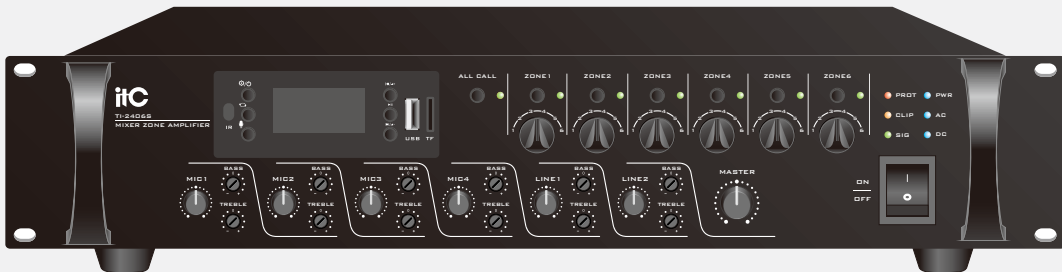 itC
TI-2406S
MIXER ZONE AMPLIFIER
IR
USB TF
ALL CALL ZONE1 ZONE2 ZONE3 ZONE4 ZONE5 ZONE6
PROT PWR
CLIP AC
SIG DC
MIC1 BASS TREBLE
MIC2 BASS TREBLE
MIC3 BASS TREBLE
MIC4 BASS TREBLE
LINE1 BASS TREBLE
LINE2 BASS TREBLE
MASTER
ON
OFF